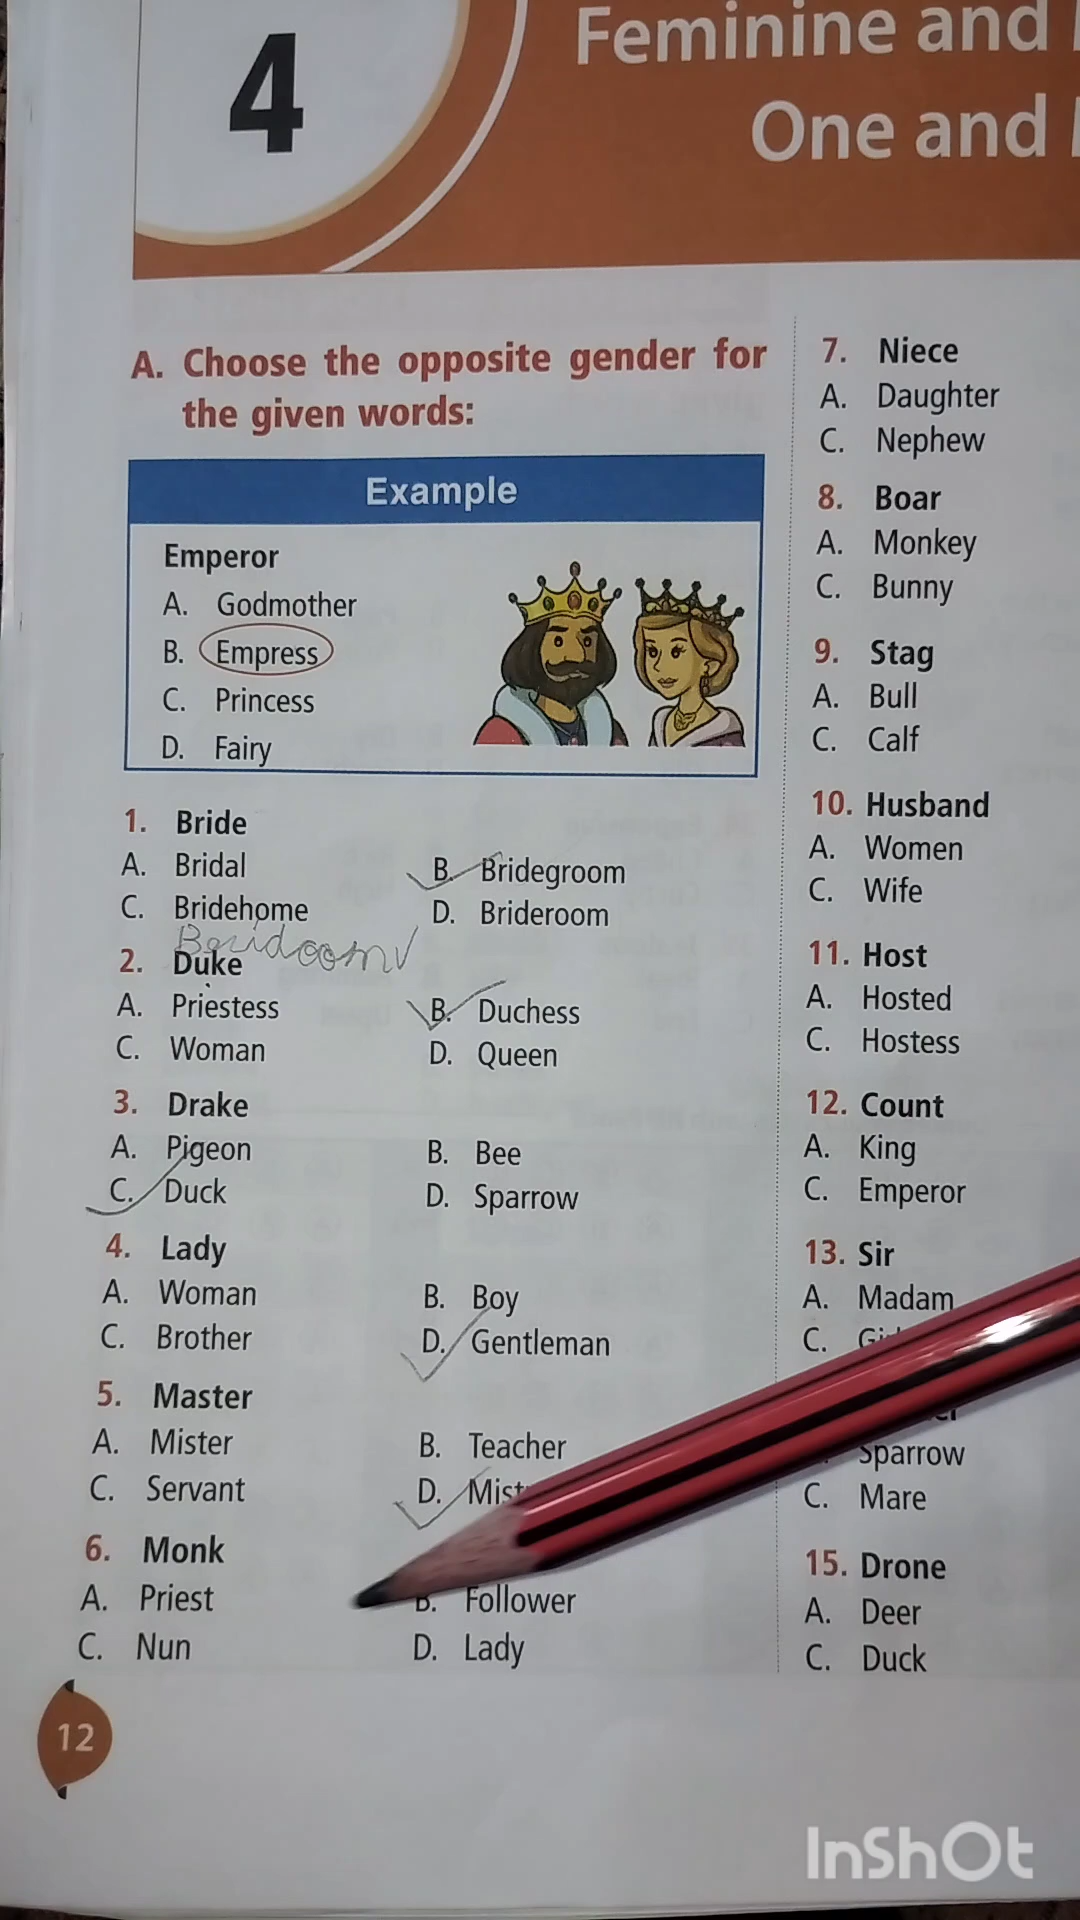 4
Feminine and
One and
A. Choose the opposite gender for
the given words:
Example
Emperor
A. Godmother
B. Empress
C. Princess
D. Fairy
1. Bride
A. Bridal B. Bridegroom
C. Bridehome D. Brideroom
2. Duke
A. Priestess B. Duchess
C. Woman D. Queen
3. Drake
A. Pigeon B. Bee
C. Duck D. Sparrow
4. Lady
A. Woman B. Boy
C. Brother D. Gentleman
5. Master
A. Mister B. Teacher
C. Servant D.
6. Monk
A. Priest B. Follower
C. Nun D. Lady
7. Niece
A. Daughter
C. Nephew
8. Boar
A. Monkey
C. Bunny
9. Stag
A. Bull
C. Calf
10. Husband
A. Women
C. Wife
11. Host
A. Hosted
C. Hostess
12. Count
A. King
C. Emperor
13. Sir
A. Madam
C.
Sparrow
C. Mare
15. Drone
A. Deer
C. Duck
12
InShOt